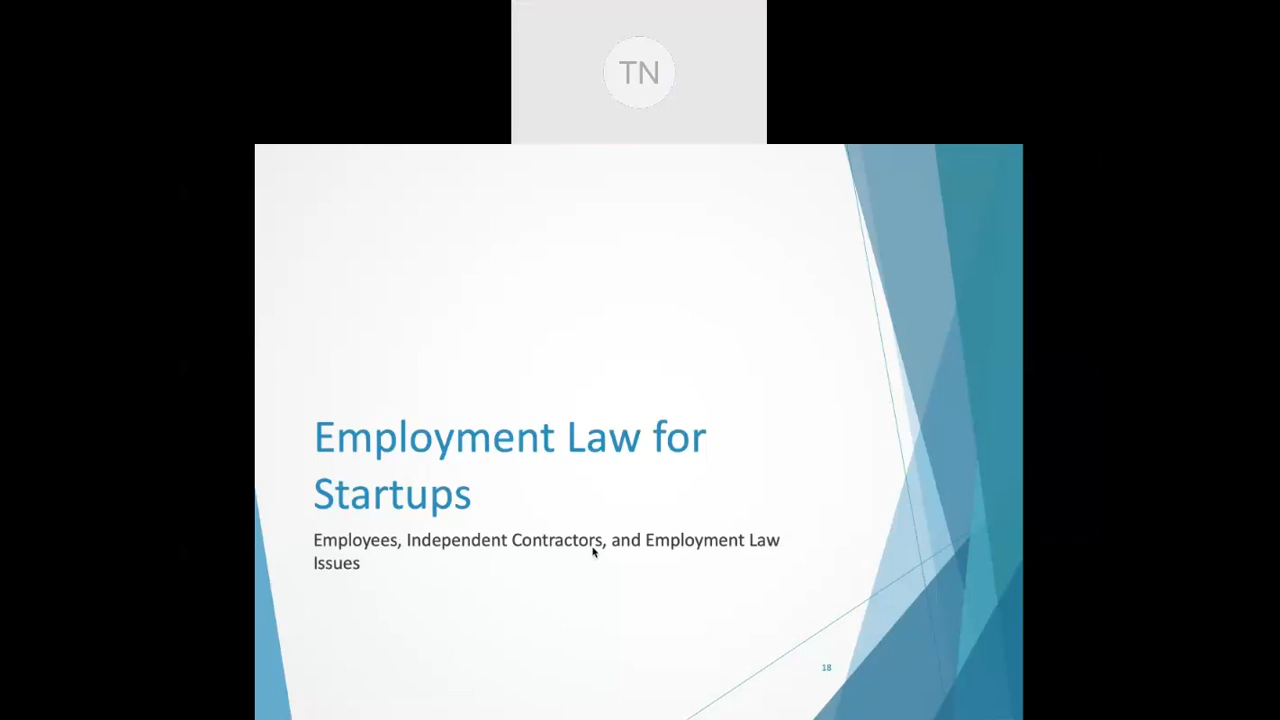 TN
Employment Law for
Startups
Employees, Independent Contractors, and Employment Law
Issues
18